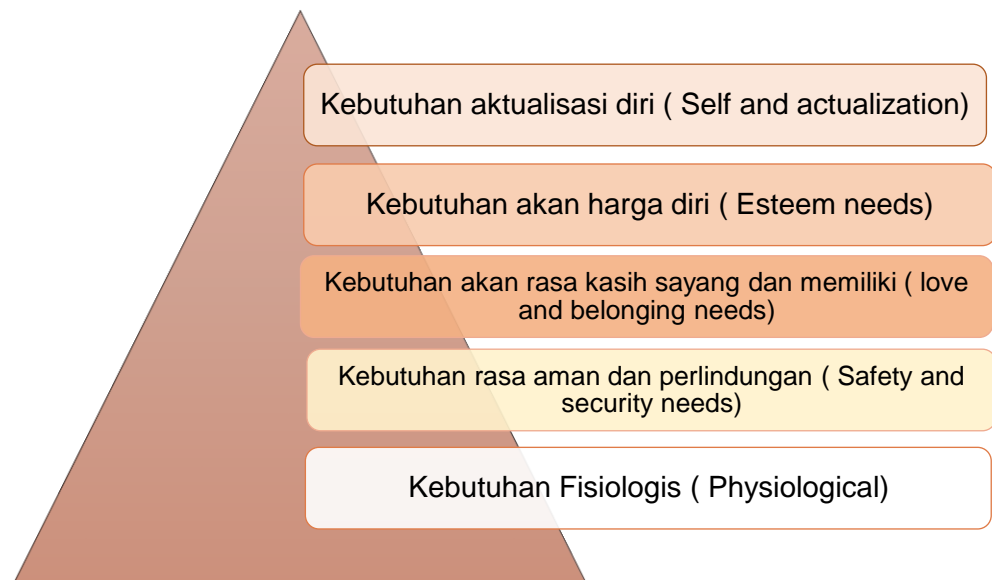 Kebutuhan aktualisasi diri ( Self and actualization)
Kebutuhan akan harga diri ( Esteem needs)
Kebutuhan akan rasa kasih sayang dan memiliki ( love
and belonging needs)
Kebutuhan rasa aman dan perlindungan ( Safety and
security needs)
Kebutuhan Fisiologis ( Physiological)